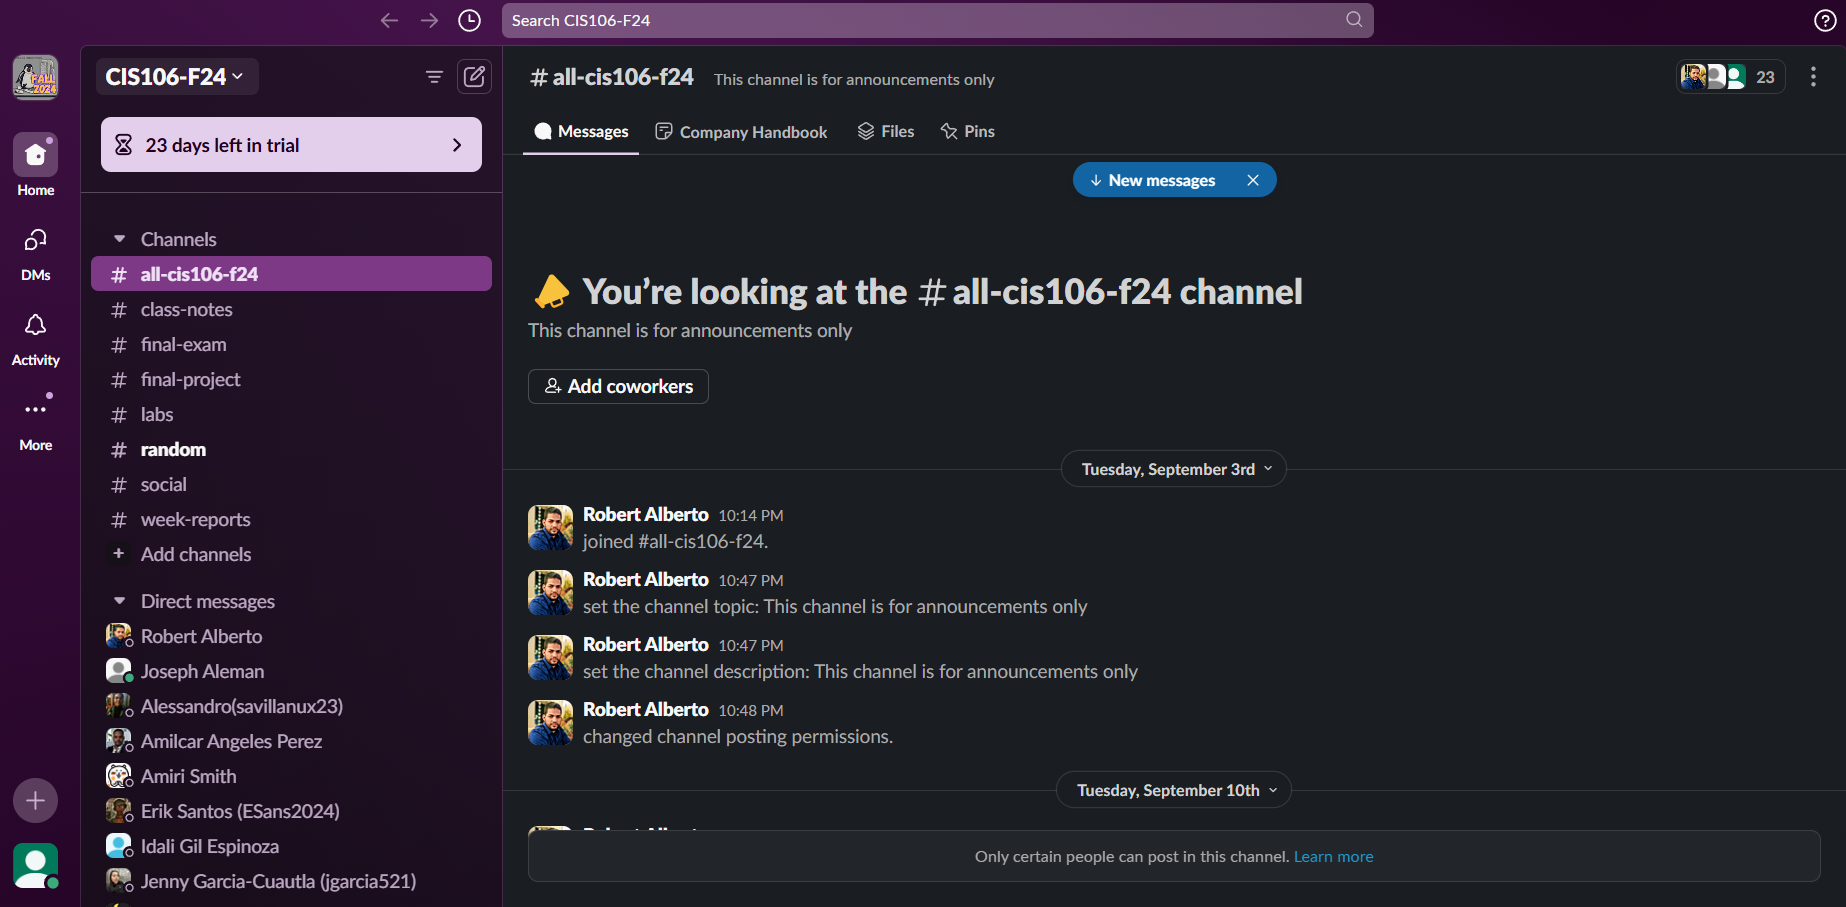 Search CIS106-F24
FALL
2024
CIS106-F24
23 days left in trial
Home
DMs
Activity
More
Channels
# all-cis106-f24
# class-notes
# final-exam
# final-project
# labs
# random
# social
# week-reports
+ Add channels
Direct messages
Robert Alberto
Joseph Aleman
Alessandro(savillanux23)
Amilcar Angeles Perez
Amiri Smith
Erik Santos (ESans2024)
Idali Gil Espinoza
Jenny Garcia-Cuautla (jgarcia521)
# all-cis106-f24 This channel is for announcements only
23
Messages Company Handbook Files Pins
New messages
You’re looking at the # all-cis106-f24 channel
This channel is for announcements only
Add coworkers
Tuesday, September 3rd
Robert Alberto 10:14 PM
joined #all-cis106-f24.
Robert Alberto 10:47 PM
set the channel topic: This channel is for announcements only
Robert Alberto 10:47 PM
set the channel description: This channel is for announcements only
Robert Alberto 10:48 PM
changed channel posting permissions.
Tuesday, September 10th
Only certain people can post in this channel. Learn more